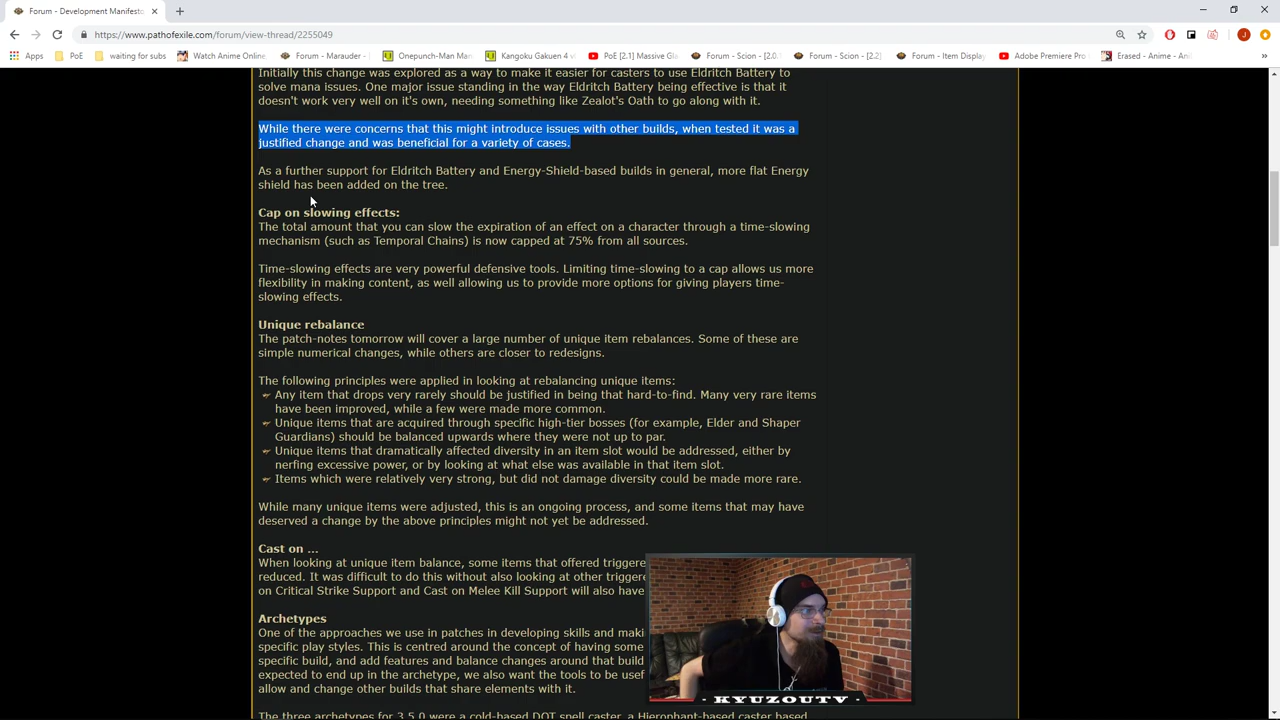 Forum - Development Manifesto
https://www.pathofexile.com/forum/view-thread/2255049
Apps
PoE
waiting for subs
Watch Anime Online
Forum - Marauder -
Onepunch-Man Man
Kangoku Gakuen 4 v
PoE [2.1] Massive Gla
Forum - Scion - [2.0.
Forum - Scion - [2.2]
Forum - Item Display
Adobe Premiere Pro
Erased - Anime - An
Initially this change was explored as a way to make it easier for casters to use Eldritch Battery to
solve mana issues. One major issue standing in the way Eldritch Battery being effective is that it
doesn't work very well on it's own, needing something like Zealot's Oath to go along with it.
While there were concerns that this might introduce issues with other builds, when tested it was a
justified change and was beneficial for a variety of cases.
As a further support for Eldritch Battery and Energy-Shield-based builds in general, more flat Energy
shield has been added on the tree.
Cap on slowing effects:
The total amount that you can slow the expiration of an effect on a character through a time-slowing
mechanism (such as Temporal Chains) is now capped at 75% from all sources.
Time-slowing effects are very powerful defensive tools. Limiting time-slowing to a cap allows us more
flexibility in making content, as well allowing us to provide more options for giving players time-
slowing effects.
Unique rebalance
The patch-notes tomorrow will cover a large number of unique item rebalances. Some of these are
simple numerical changes, while others are closer to redesigns.
The following principles were applied in looking at rebalancing unique items:
Any item that drops very rarely should be justified in being that hard-to-find. Many very rare items
have been improved, while a few were made more common.
Unique items that are acquired through specific high-tier bosses (for example, Elder and Shaper
Guardians) should be balanced upwards where they were not up to par.
Unique items that dramatically affected diversity in an item slot would be addressed, either by
nerfing excessive power, or by looking at what else was available in that item slot.
Items which were relatively very strong, but did not damage diversity could be made more rare.
While many unique items were adjusted, this is an ongoing process, and some items that may have
deserved a change by the above principles might not yet be addressed.
Cast on ...
When looking at unique item balance, some items that offered triggere
reduced. It was difficult to do this without also looking at other triggere
on Critical Strike Support and Cast on Melee Kill Support will also have
Archetypes
One of the approaches we use in patches in developing skills and maki
specific play styles. This is centred around the concept of having some
specific build, and add features and balance changes around that build
expected to end up in the archetype, we also want the tools to be usef
allow and change other builds that share elements with it.
The three archetypes for 3.5.0 were a cold-based DOT spell caster, a Hierophant-based caster based
- KYUZOUTV -